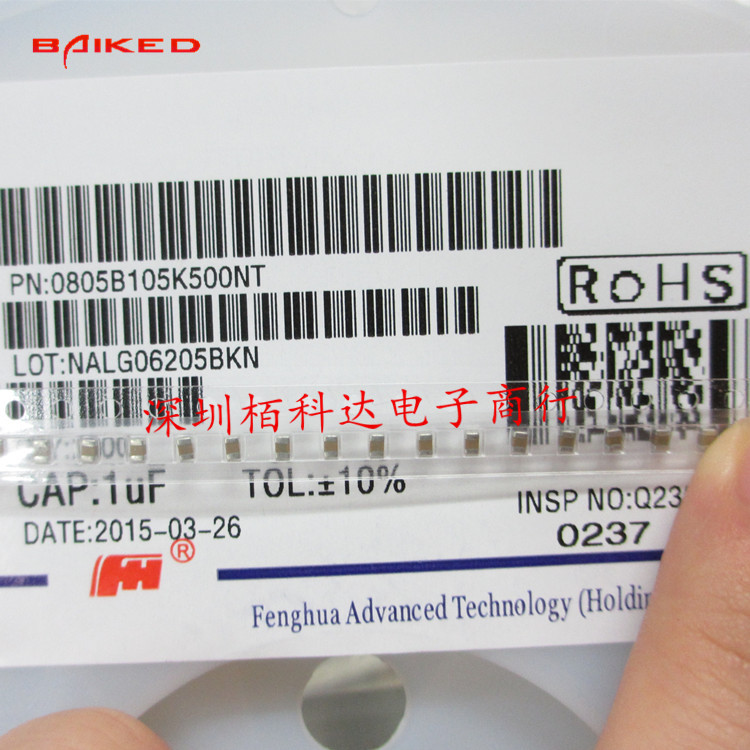 BAIKED
PN:0805B105K500NT
RoHS
LOT:NALG06205BKN
深圳栢科达电子商行
CAP:1uF TOL:±10%
INSP NO:Q23
DATE:2015-03-26
0237
®
Fenghua Advanced Technology (Holdin